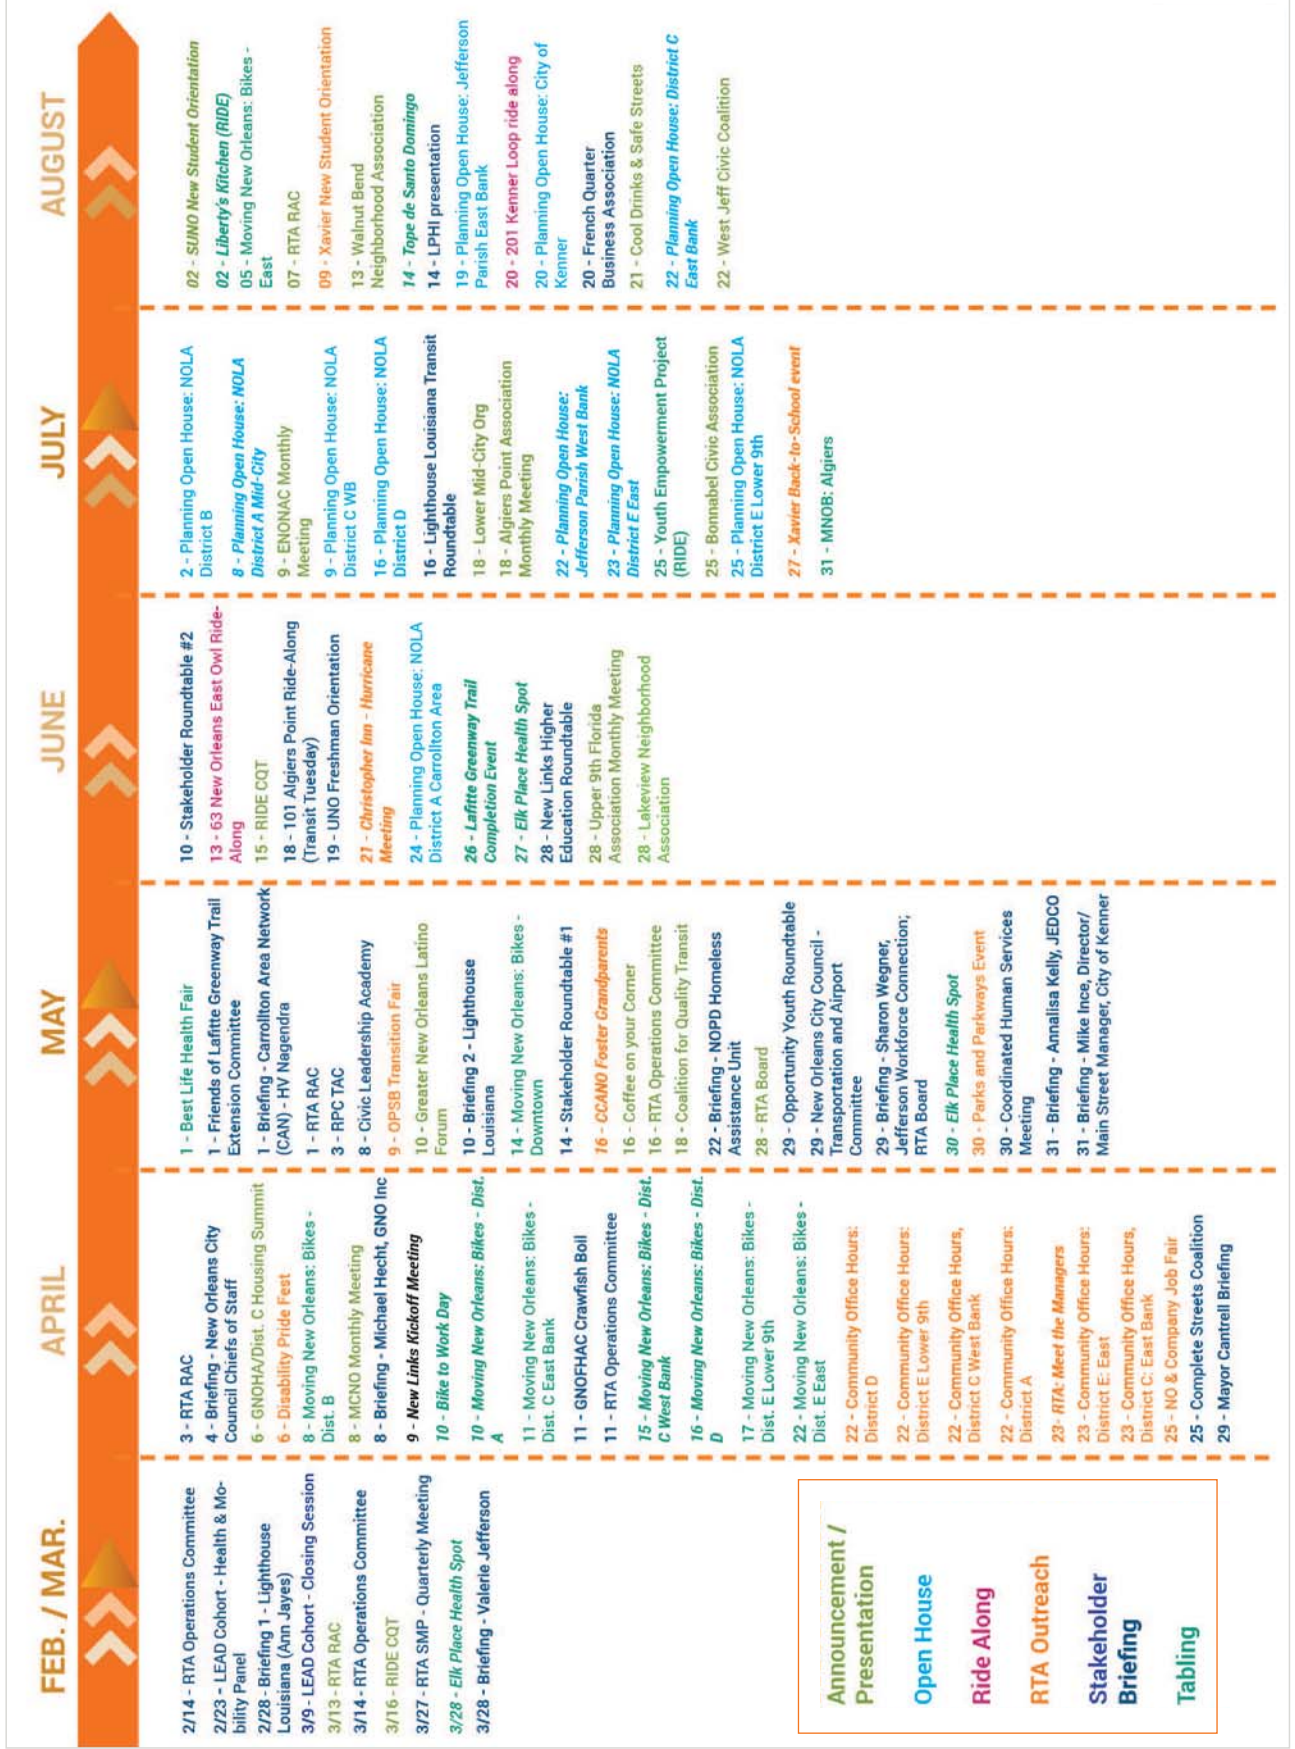 FEB. / MAR.
2/14 - RTA Operations Committee
2/23 - LEAD Cohort - Health & Mo-
bility Panel
2/28 - Briefing 1 - Lighthouse
Louisiana (Ann Jayes)
3/9 - LEAD Cohort - Closing Session
3/13 - RTA RAC
3/14 - RTA Operations Committee
3/16 - RIDE CQT
3/27 - RTA SMP - Quarterly Meeting
3/28 - Elk Place Health Spot
3/28 - Briefing - Valerie Jefferson
Announcement /
Presentation
Open House
Ride Along
RTA Outreach
Stakeholder
Briefing
Tabling
APRIL
3 - RTA RAC
4 - Briefing - New Orleans City
Council Chiefs of Staff
6 - GNOHA/Dist. C Housing Summit
6 - Disability Pride Fest
8 - Moving New Orleans: Bikes -
Dist. B
8 - MCNO Monthly Meeting
8 - Briefing - Michael Hecht, GNO Inc
9 - New Links Kickoff Meeting
10 - Bike to Work Day
10 - Moving New Orleans: Bikes - Dist.
A
11 - Moving New Orleans: Bikes -
Dist. C East Bank
11 - GNOFHAC Crawfish Boil
11 - RTA Operations Committee
15 - Moving New Orleans: Bikes - Dist.
C West Bank
16 - Moving New Orleans: Bikes - Dist.
D
17 - Moving New Orleans: Bikes -
Dist. E Lower 9th
22 - Moving New Orleans: Bikes -
Dist. E East
22 - Community Office Hours:
District D
22 - Community Office Hours:
District E Lower 9th
22 - Community Office Hours,
District C West Bank
22 - Community Office Hours:
District A
23 - RTA: Meet the Managers
23 - Community Office Hours:
District E: East
23 - Community Office Hours,
District C: East Bank
25 - NO & Company Job Fair
25 - Complete Streets Coalition
29 - Mayor Cantrell Briefing
MAY
1 - Best Life Health Fair
1 - Friends of Lafitte Greenway Trail
Extension Committee
1 - Briefing - Carrollton Area Network
(CAN) - HV Nagendra
1 - RTA RAC
3 - RPC TAC
8 - Civic Leadership Academy
9 - OPSB Transition Fair
10 - Greater New Orleans Latino
Forum
10 - Briefing 2 - Lighthouse
Louisiana
14 - Moving New Orleans: Bikes -
Downtown
14 - Stakeholder Roundtable #1
16 - CCANO Foster Grandparents
16 - Coffee on your Corner
16 - RTA Operations Committee
18 - Coalition for Quality Transit
22 - Briefing - NOPD Homeless
Assistance Unit
28 - RTA Board
29 - Opportunity Youth Roundtable
29 - New Orleans City Council -
Transportation and Airport
Committee
29 - Briefing - Sharon Wegner,
Jefferson Workforce Connection;
RTA Board
30 - Elk Place Health Spot
30 - Parks and Parkways Event
30 - Coordinated Human Services
Meeting
31 - Briefing - Annalisa Kelly, JEDCO
31 - Briefing - Mike Ince, Director/
Main Street Manager, City of Kenner
JUNE
10 - Stakeholder Roundtable #2
13 - 63 New Orleans East Owl Ride-
Along
15 - RIDE CQT
18 - 101 Algiers Point Ride-Along
(Transit Tuesday)
19 - UNO Freshman Orientation
21 - Christopher Inn - Hurricane
Meeting
24 - Planning Open House: NOLA
District A Carrollton Area
26 - Lafitte Greenway Trail
Completion Event
27 - Elk Place Health Spot
28 - New Links Higher
Education Roundtable
28 - Upper 9th Florida
Association Monthly Meeting
28 - Lakeview Neighborhood
Association
JULY
2 - Planning Open House: NOLA
District B
8 - Planning Open House: NOLA
District A Mid-City
9 - ENONAC Monthly
Meeting
9 - Planning Open House: NOLA
District C WB
16 - Planning Open House: NOLA
District D
16 - Lighthouse Louisiana Transit
Roundtable
18 - Lower Mid-City Org
18 - Algiers Point Association
Monthly Meeting
22 - Planning Open House:
Jefferson Parish West Bank
23 - Planning Open House: NOLA
District E East
25 - Youth Empowerment Project
(RIDE)
25 - Bonnabel Civic Association
25 - Planning Open House: NOLA
District E Lower 9th
27 - Xavier Back-to-School event
31 - MNOB: Algiers
AUGUST
02 - SUNO New Student Orientation
02 - Liberty's Kitchen (RIDE)
05 - Moving New Orleans: Bikes -
East
07 - RTA RAC
09 - Xavier New Student Orientation
13 - Walnut Bend
Neighborhood Association
14 - Tope de Santo Domingo
14 - LPHI presentation
19 - Planning Open House: Jefferson
Parish East Bank
20 - 201 Kenner Loop ride along
20 - Planning Open House: City of
Kenner
20 - French Quarter
Business Association
21 - Cool Drinks & Safe Streets
22 - Planning Open House: District C
East Bank
22 - West Jeff Civic Coalition